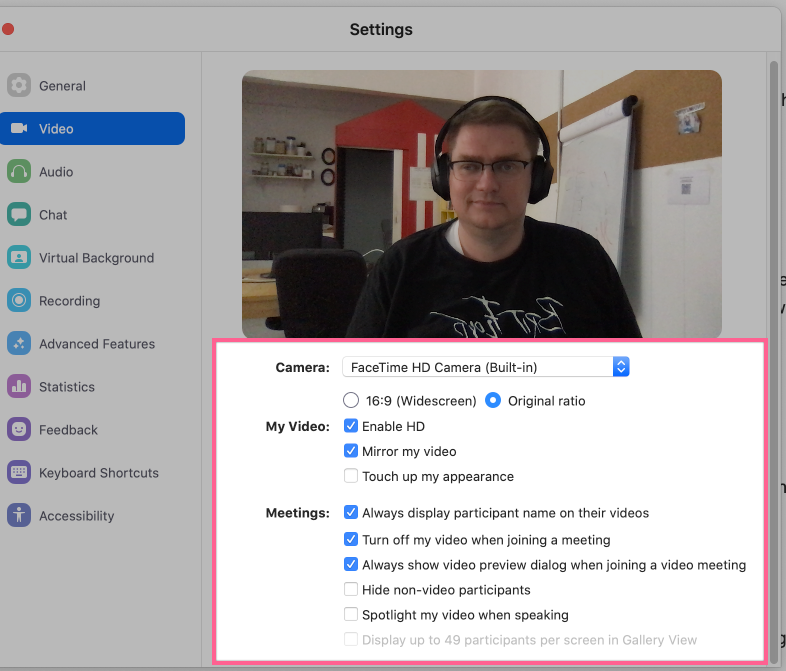 Settings
General
Video
Audio
Chat
Virtual Background
Recording
Advanced Features
Statistics
Feedback
Keyboard Shortcuts
Accessibility
Camera: FaceTime HD Camera (Built-in)
16:9 (Widescreen) Original ratio
My Video: Enable HD
Mirror my video
Touch up my appearance
Meetings: Always display participant name on their videos
Turn off my video when joining a meeting
Always show video preview dialog when joining a video meeting
Hide non-video participants
Spotlight my video when speaking
Display up to 49 participants per screen in Gallery View